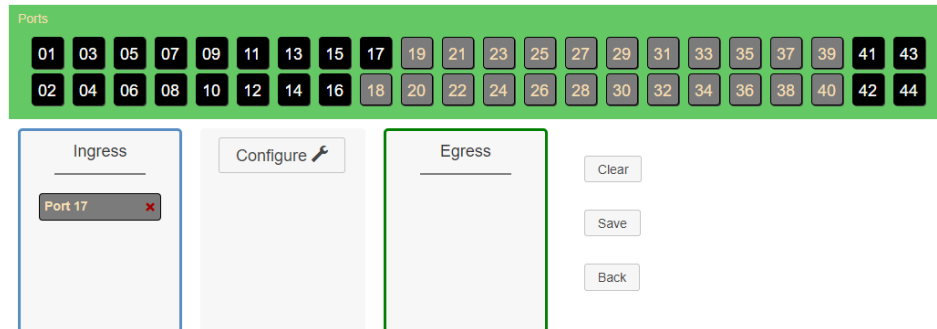 Ports
01 03 05 07 09 11 13 15 17 19 21 23 25 27 29 31 33 35 37 39 41 43
02 04 06 08 10 12 14 16 18 20 22 24 26 28 30 32 34 36 38 40 42 44
Ingress
Port 17
Configure
Egress
Clear
Save
Back